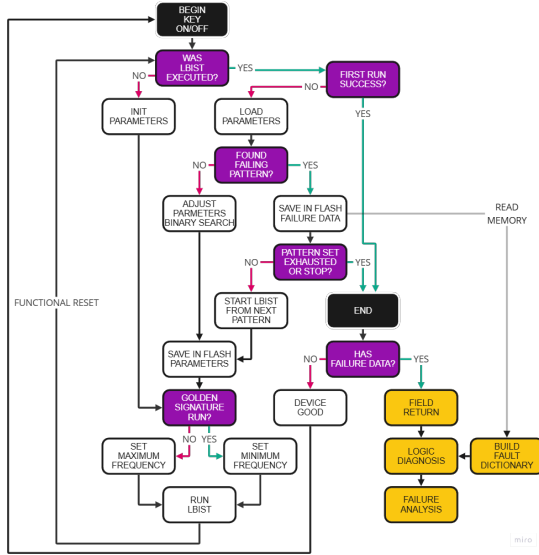 BEGIN
KEY
ON/OFF
WAS
LBIST
EXECUTED?
NO
YES
FIRST RUN
SUCCESS?
NO
YES
INIT
PARAMETERS
LOAD
PARAMETERS
FOUND
FAILING
PATTERN?
NO
YES
ADJUST
PARMETERS
BINARY SEARCH
SAVE IN FLASH
FAILURE DATA
READ
MEMORY
PATTERN SET
EXHAUSTED
OR STOP?
NO
YES
FUNCTIONAL RESET
START LBIST
FROM NEXT
PATTERN
END
SAVE IN FLASH
PARAMETERS
HAS
FAILURE DATA?
NO
YES
GOLDEN
SIGNATURE
RUN?
NO
YES
DEVICE
GOOD
FIELD
RETURN
SET
MAXIMUM
FREQUENCY
SET
MINIMUM
FREQUENCY
LOGIC
DIAGNOSIS
BUILD
FAULT
DICTIONARY
RUN
LBIST
FAILURE
ANALYSIS
miro